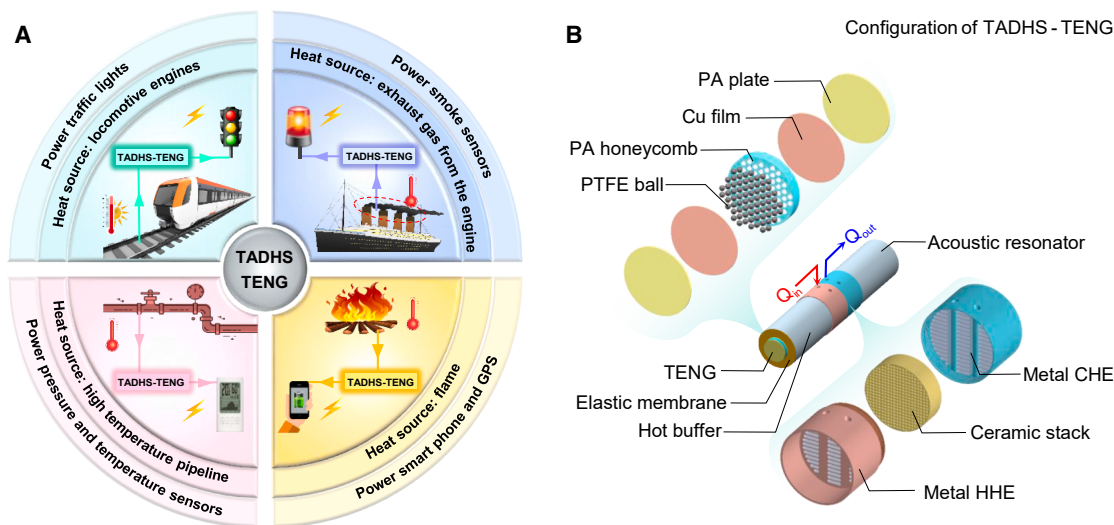 A
Power traffic lights
Heat source: locomotive engines
TADHS-TENG
Power smoke sensors
Heat source: exhaust gas from the engine
TADHS-TENG
TADHS
TENG
Power pressure and temperature sensors
Heat source: high temperature pipeline
TADHS-TENG
Heat source: flame
Power smart phone and GPS
TADHS-TENG
B
Configuration of TADHS - TENG
PA plate
Cu film
PA honeycomb
PTFE ball
Qout
Qin
Acoustic resonator
TENG
Elastic membrane
Hot buffer
Metal CHE
Ceramic stack
Metal HHE